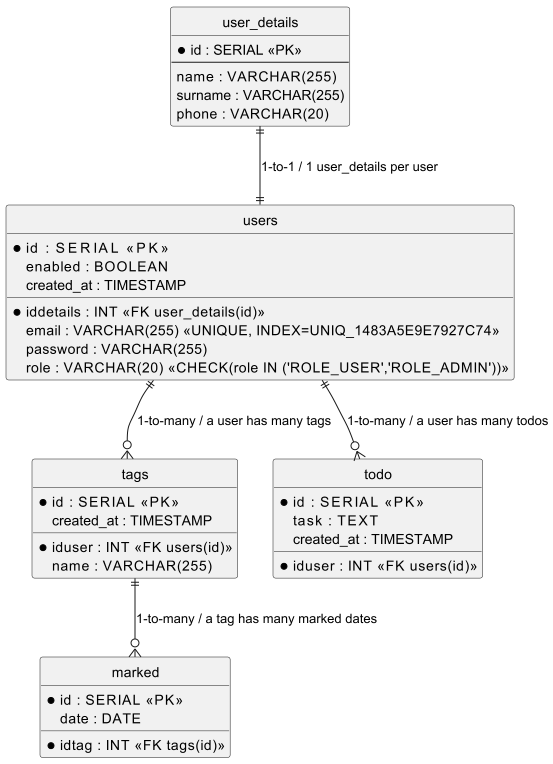 user_details
id : SERIAL «PK»
name : VARCHAR(255)
surname : VARCHAR(255)
phone : VARCHAR(20)
1-to-1 / 1 user_details per user
users
id : SERIAL «PK»
enabled : BOOLEAN
created_at : TIMESTAMP
iddetails : INT «FK user_details(id)»
email : VARCHAR(255) «UNIQUE, INDEX=UNIQ_1483A5E9E7927C74»
password : VARCHAR(255)
role : VARCHAR(20) «CHECK(role IN ('ROLE_USER','ROLE_ADMIN'))»
1-to-many / a user has many tags
1-to-many / a user has many todos
tags
id : SERIAL «PK»
created_at : TIMESTAMP
iduser : INT «FK users(id)»
name : VARCHAR(255)
todo
id : SERIAL «PK»
task : TEXT
created_at : TIMESTAMP
iduser : INT «FK users(id)»
1-to-many / a tag has many marked dates
marked
id : SERIAL «PK»
date : DATE
idtag : INT «FK tags(id)»